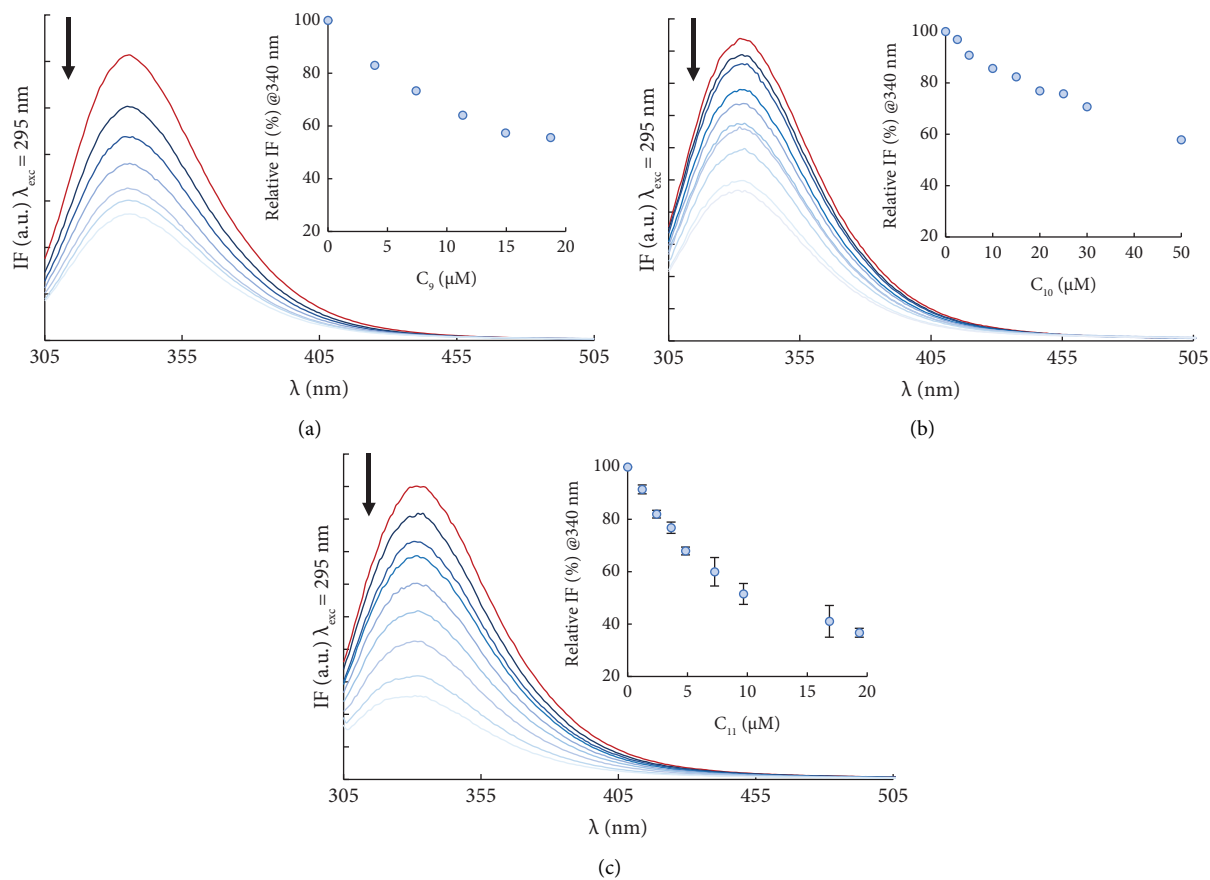 IF (a.u.) λexc = 295 nm
305 355 405 455 505
λ (nm)
Relative IF (%) @340 nm
100
80
60
40
20
0 5 10 15 20
C9 (μM)
(a)
IF (a.u.) λexc = 295 nm
305 355 405 455 505
λ (nm)
Relative IF (%) @340 nm
100
80
60
40
20
0 10 20 30 40 50
C10 (μM)
(b)
IF (a.u.) λexc = 295 nm
305 355 405 455 505
λ (nm)
Relative IF (%) @340 nm
100
80
60
40
20
0 5 10 15 20
C11 (μM)
(c)